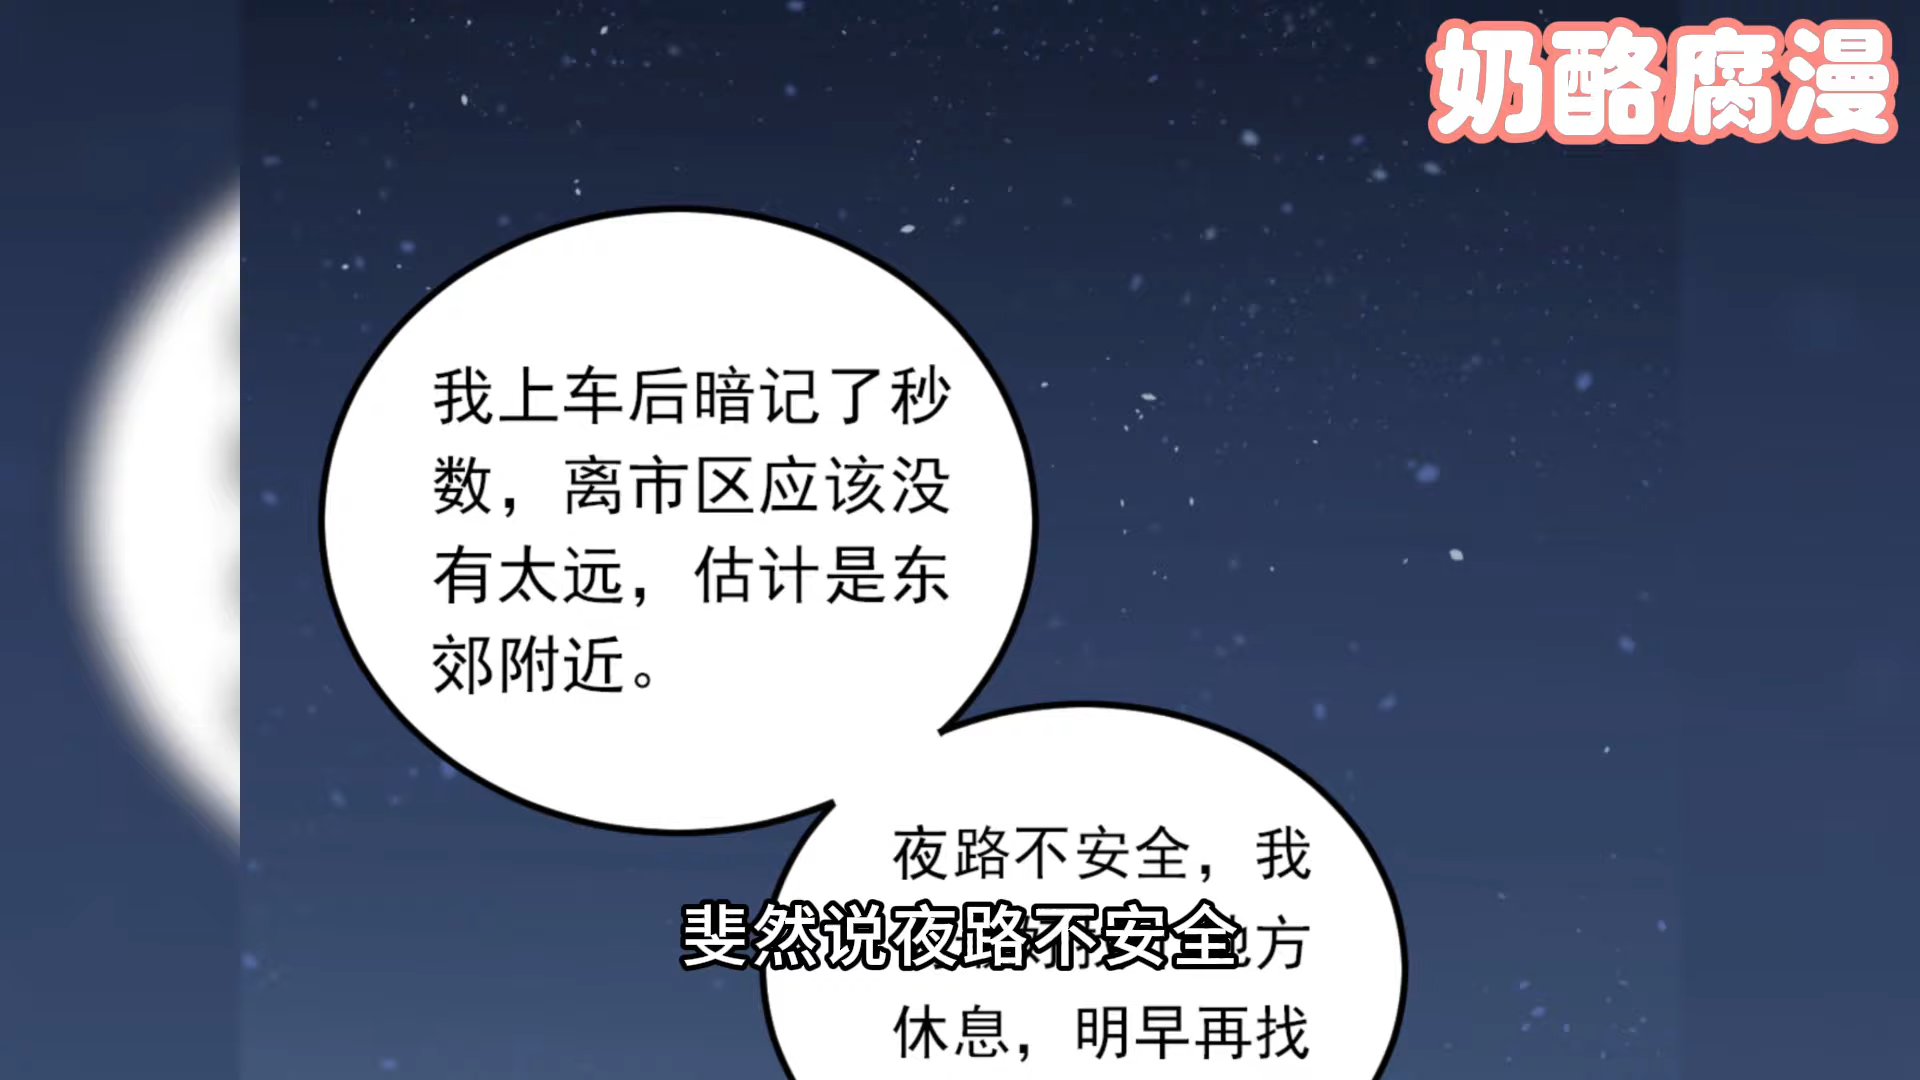 奶酪腐漫
我上车后暗记了秒
数，离市区应该没
有太远，估计是东
郊附近。
夜路不安全，我
地方
休息，明早再找
斐然说夜路不安全